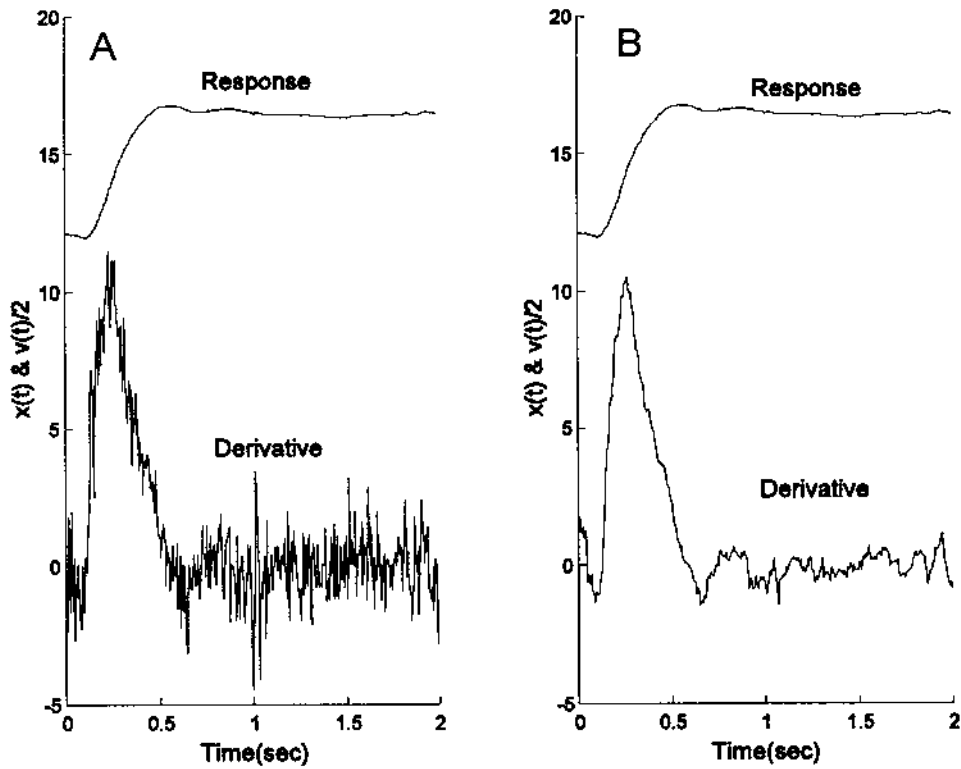 A
Response
Derivative
x(t) & v(t)/2
20
15
10
5
0
-5
0 0.5 1 1.5 2
Time(sec)
B
Response
Derivative
x(t) & v(t)/2
20
15
10
5
0
-5
0 0.5 1 1.5 2
Time(sec)